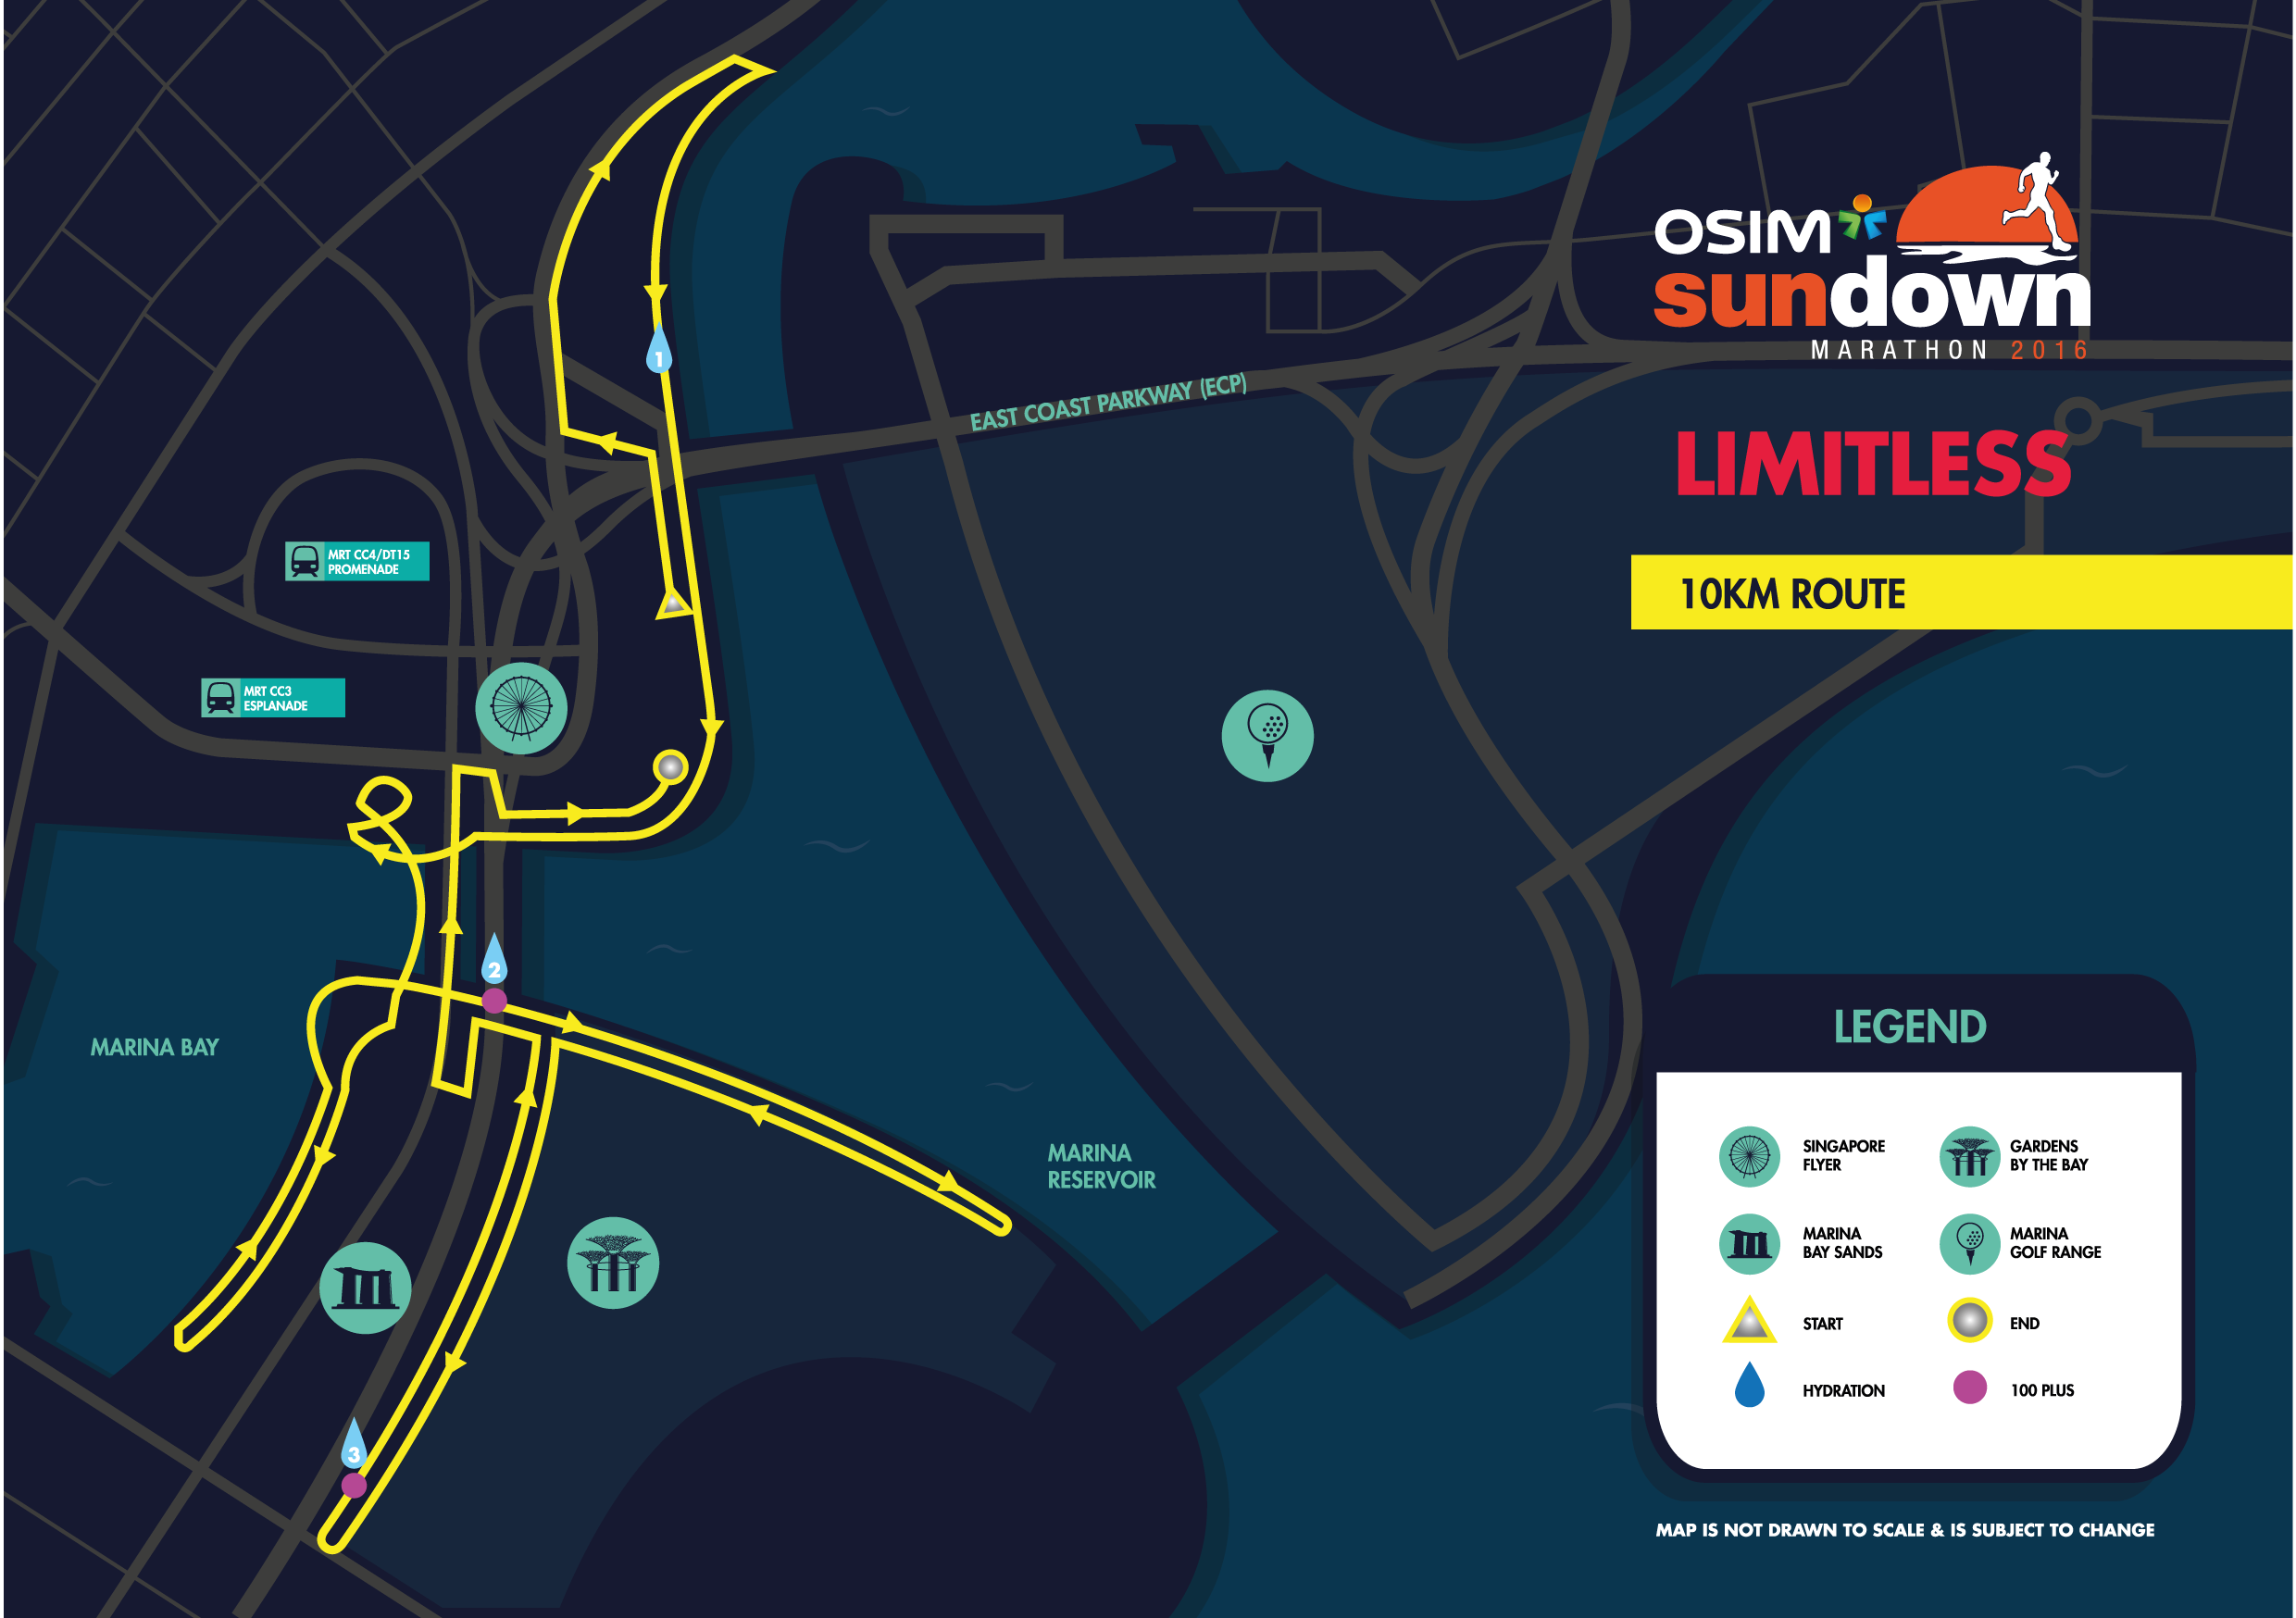 OSIM
sundown
MARATHON 2016
LIMITLESS
10KM ROUTE
EAST COAST PARKWAY (ECP)
1
MRT CC4/DT15
PROMENADE
MRT CC3
ESPLANADE
2
MARINA BAY
MARINA
RESERVOIR
3
LEGEND
SINGAPORE
FLYER
GARDENS
BY THE BAY
MARINA
BAY SANDS
MARINA
GOLF RANGE
START
END
HYDRATION
100 PLUS
MAP IS NOT DRAWN TO SCALE & IS SUBJECT TO CHANGE